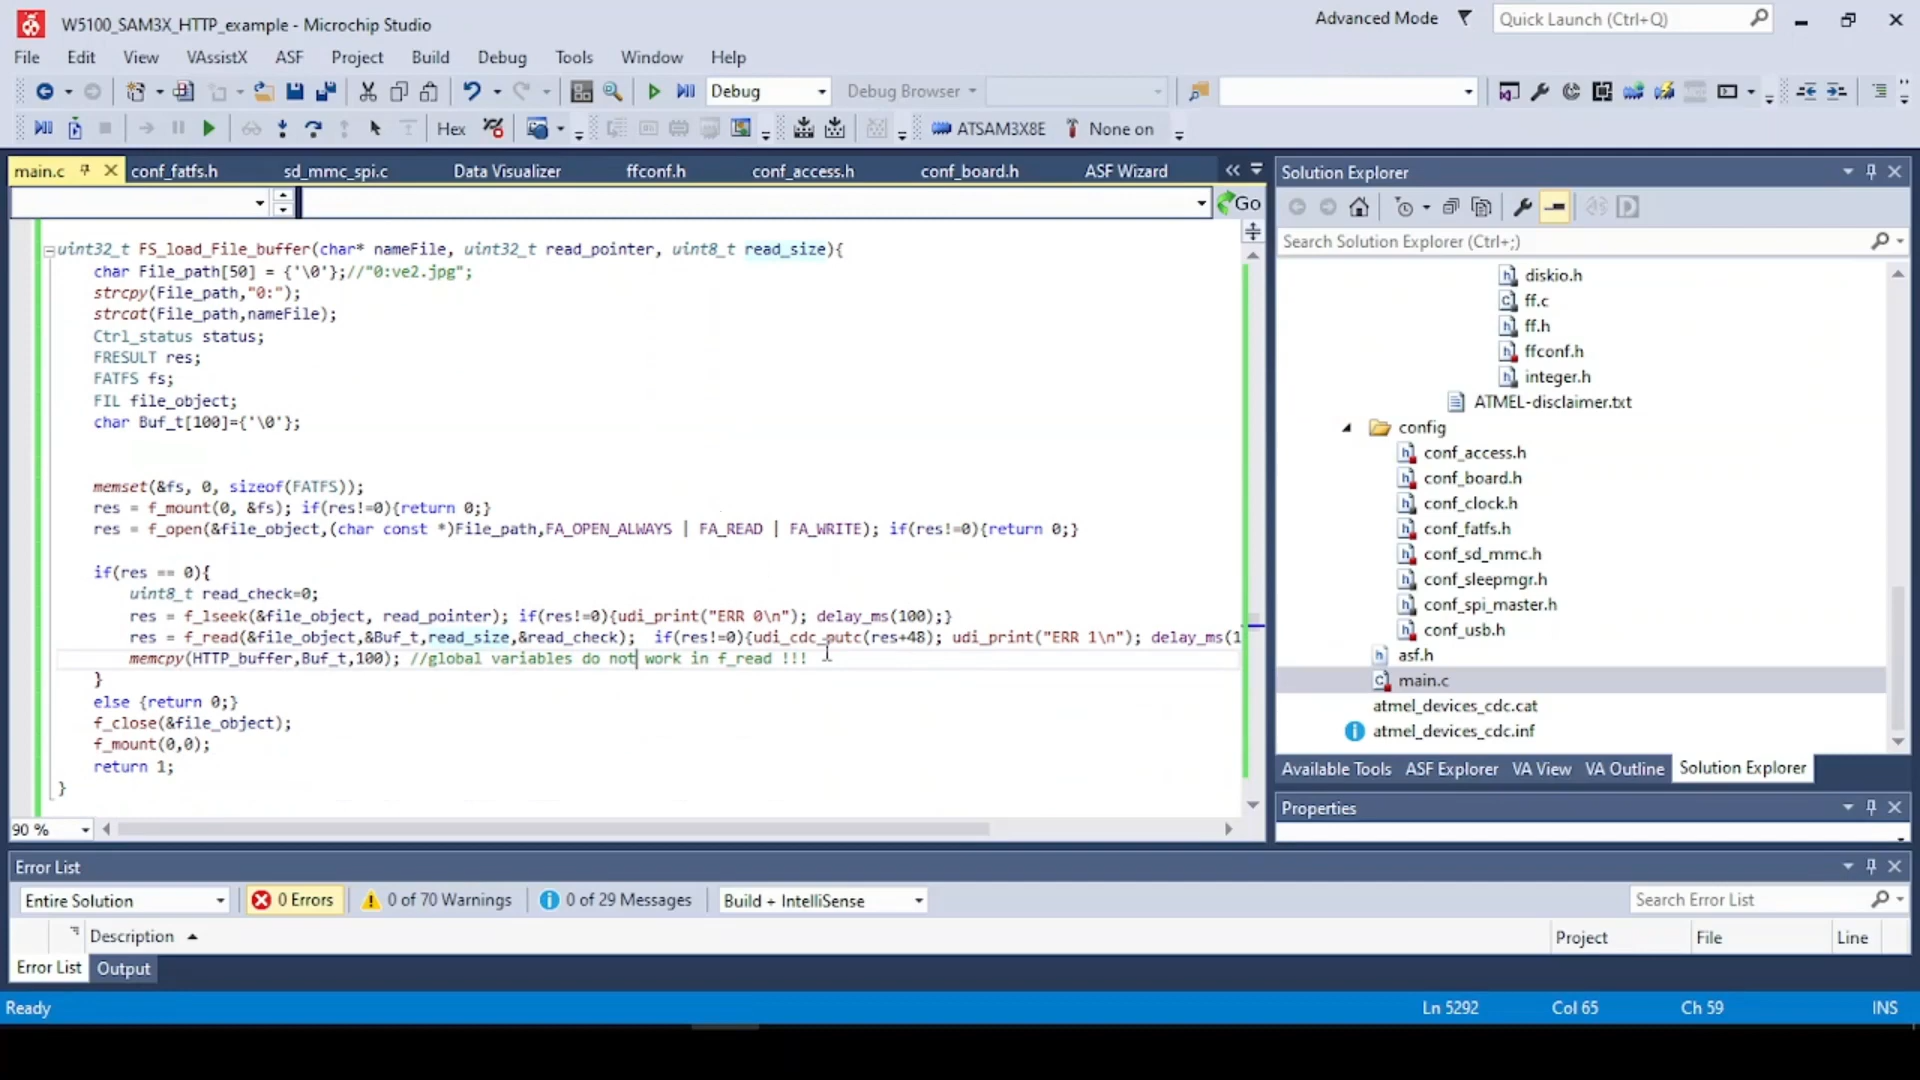 W5100_SAM3X_HTTP_example - Microchip Studio
Advanced Mode
Quick Launch (Ctrl+Q)
File Edit View VAssistX ASF Project Build Debug Tools Window Help
Debug
Debug Browser
Hex
ATSAM3X8E
None on
main.c
conf_fatfs.h
sd_mmc_spi.c
Data Visualizer
ffconf.h
conf_access.h
conf_board.h
ASF Wizard
Go
uint32_t FS_load_File_buffer(char* nameFile, uint32_t read_pointer, uint8_t read_size){
char File_path[50] = {'\0'};//"0:ve2.jpg";
strcpy(File_path,"0:");
strcat(File_path,nameFile);
Ctrl_status status;
FRESULT res;
FATFS fs;
FIL file_object;
char Buf_t[100]={'\0'};
memset(&fs, 0, sizeof(FATFS));
res = f_mount(0, &fs); if(res!=0){return 0;}
res = f_open(&file_object,(char const *)File_path,FA_OPEN_ALWAYS | FA_READ | FA_WRITE); if(res!=0){return 0;}
if(res == 0){
uint8_t read_check=0;
res = f_lseek(&file_object, read_pointer); if(res!=0){udi_print("ERR 0\n"); delay_ms(100);}
res = f_read(&file_object,&Buf_t,read_size,&read_check);  if(res!=0){udi_cdc_putc(res+48); udi_print("ERR 1\n"); delay_ms(1
memcpy(HTTP_buffer,Buf_t,100); //global variables do not work in f_read !!!
}
else {return 0;}
f_close(&file_object);
f_mount(0,0);
return 1;
}
90 %
Solution Explorer
Search Solution Explorer (Ctrl+;)
diskio.h
ff.c
ff.h
ffconf.h
integer.h
ATMEL-disclaimer.txt
config
conf_access.h
conf_board.h
conf_clock.h
conf_fatfs.h
conf_sd_mmc.h
conf_sleepmgr.h
conf_spi_master.h
conf_usb.h
asf.h
main.c
atmel_devices_cdc.cat
atmel_devices_cdc.inf
Available Tools ASF Explorer VA View VA Outline Solution Explorer
Properties
Error List
Entire Solution
0 Errors
0 of 70 Warnings
0 of 29 Messages
Build + IntelliSense
Search Error List
Description
Project
File
Line
Error List Output
Ready
Ln 5292
Col 65
Ch 59
INS